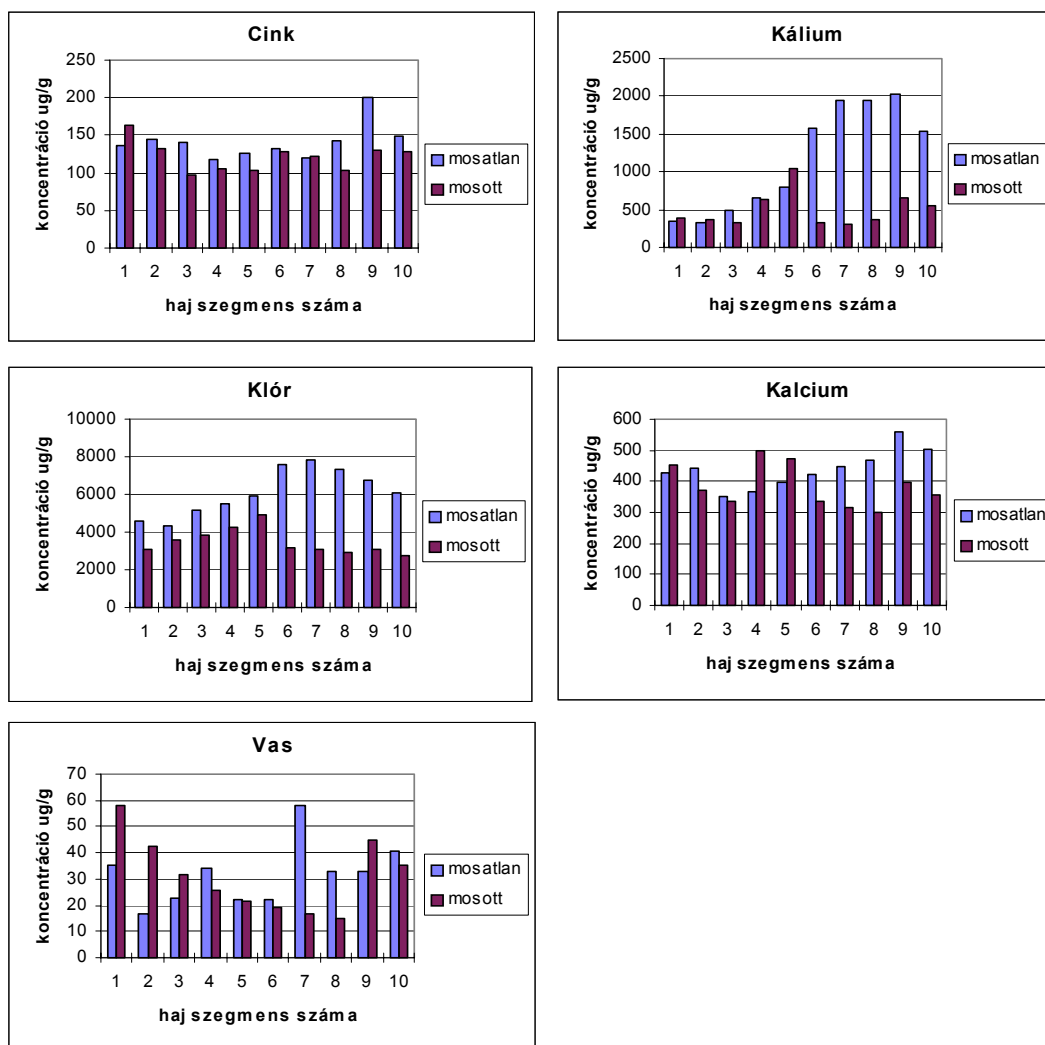 Cink
250
200
150
100
50
0
koncentráció ug/g
1 2 3 4 5 6 7 8 9 10
haj szegmens száma
mosatlan
mosott
Kálium
2500
2000
1500
1000
500
0
koncentráció ug/g
1 2 3 4 5 6 7 8 9 10
haj szegmens száma
mosatlan
mosott
Klór
10000
8000
6000
4000
2000
0
koncentráció ug/g
1 2 3 4 5 6 7 8 9 10
haj szegmens száma
mosatlan
mosott
Kalcium
600
500
400
300
200
100
0
koncentráció ug/g
1 2 3 4 5 6 7 8 9 10
haj szegmens száma
mosatlan
mosott
Vas
70
60
50
40
30
20
10
0
koncentráció ug/g
1 2 3 4 5 6 7 8 9 10
haj szegmens száma
mosatlan
mosott